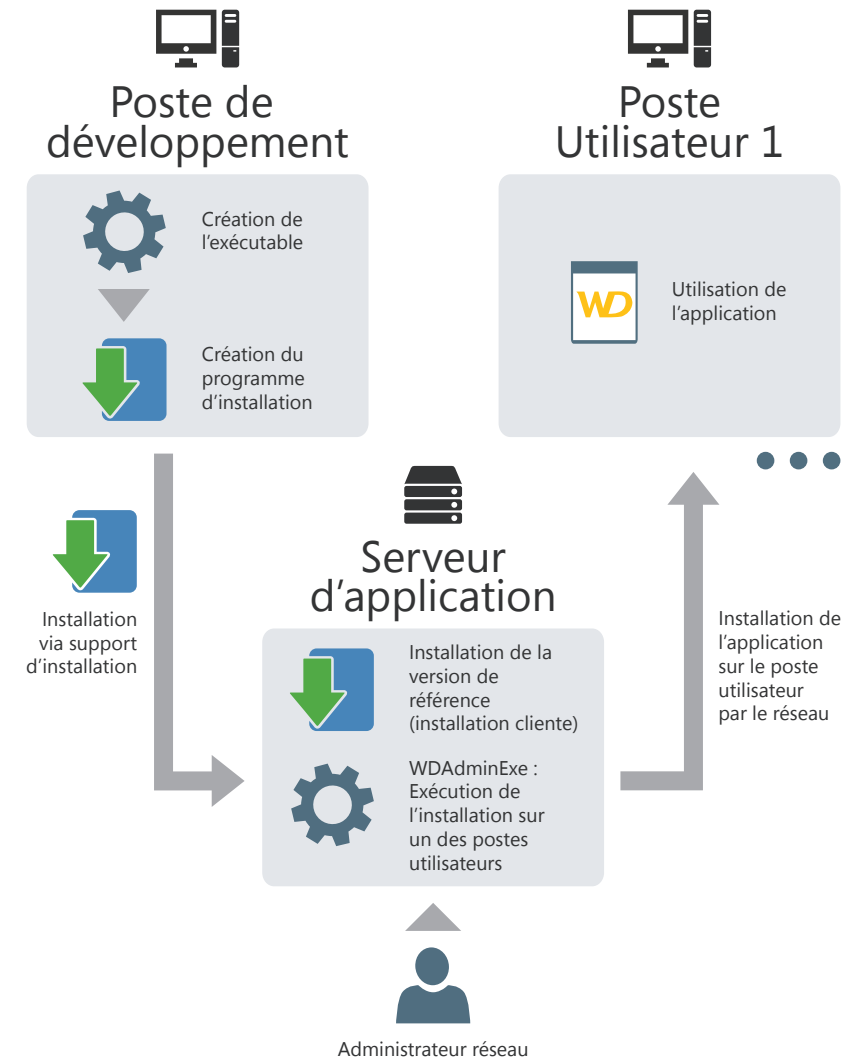 Poste de
développement
Création de
l'exécutable
Création du
programme
d'installation
Poste
Utilisateur 1
WD
Utilisation de
l'application
Installation
via support
d'installation
Serveur
d'application
Installation de la
version de
référence
(installation cliente)
WDAdminExe :
Exécution de
l'installation sur
un des postes
utilisateurs
Installation de
l'application
sur le poste
utilisateur
par le réseau
Administrateur réseau